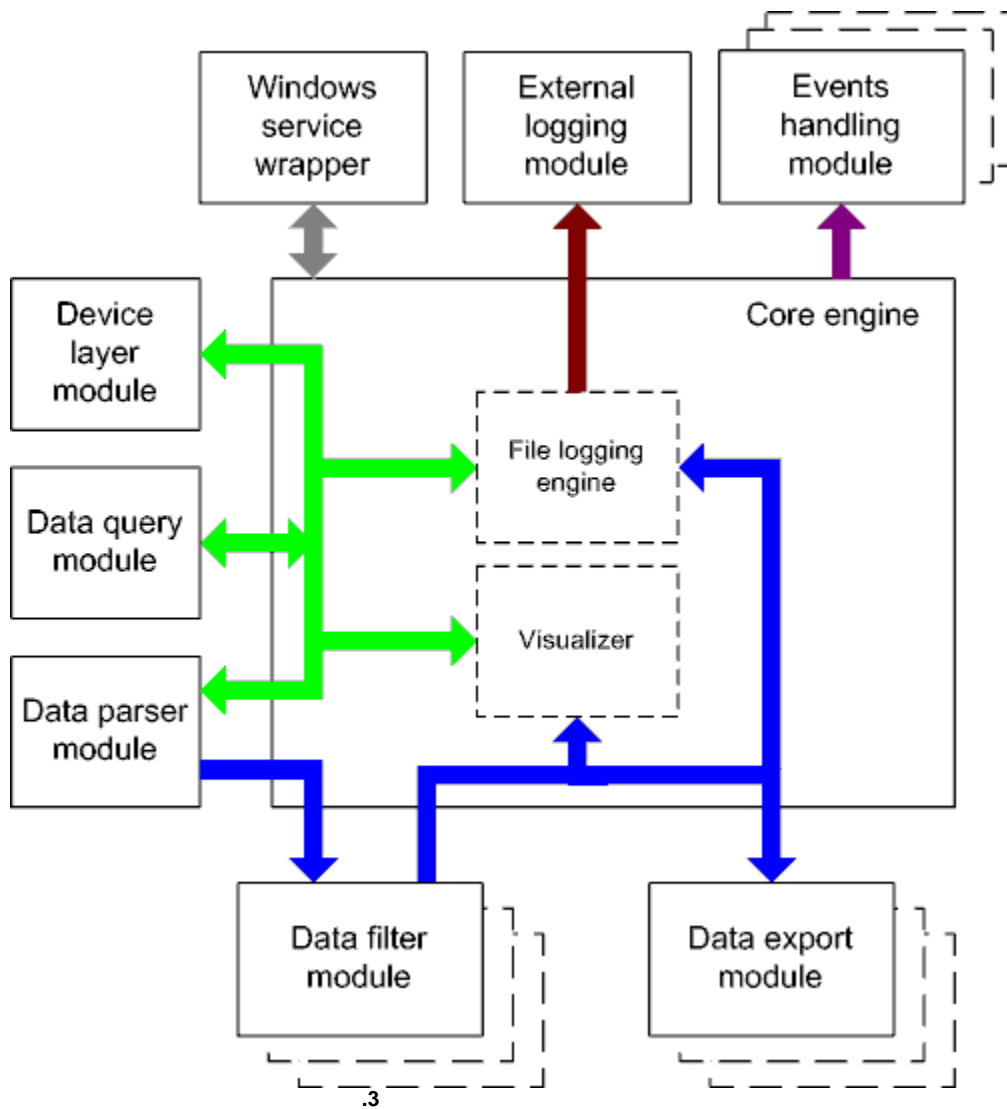 Windows
service
wrapper
External
logging
module
Events
handling
module
Device
layer
module
Core engine
File logging
engine
Data query
module
Visualizer
Data parser
module
Data filter
module
Data export
module
.3